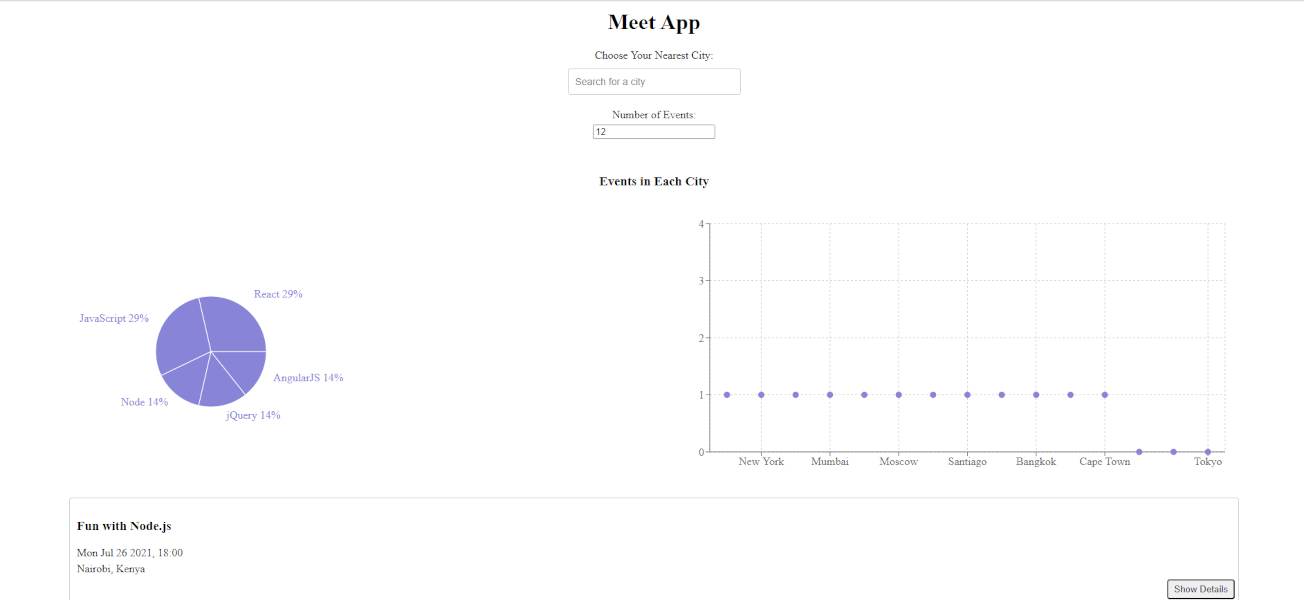 Meet App
Choose Your Nearest City:
Search for a city
Number of Events:
12
Events in Each City
React 29%
JavaScript 29%
AngularJS 14%
Node 14%
jQuery 14%
4
3
2
1
0
New York Mumbai Moscow Santiago Bangkok Cape Town Tokyo
Fun with Node.js
Mon Jul 26 2021, 18:00
Nairobi, Kenya
Show Details